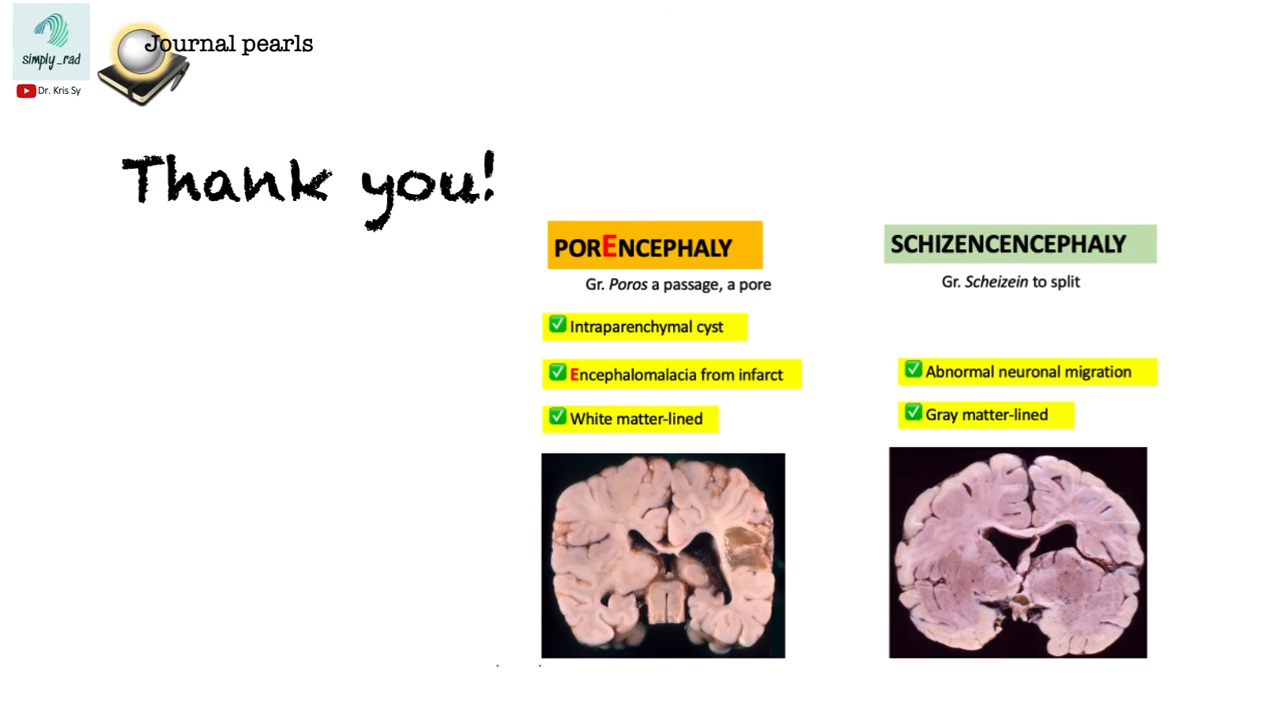 simply_rad
Dr. Kris Sy
Journal pearls
Thank you!
PORENCEPHALY
Gr. Poros a passage, a pore
Intraparenchymal cyst
Encephalomalacia from infarct
White matter-lined
SCHIZENCENCEPHALY
Gr. Scheizein to split
Abnormal neuronal migration
Gray matter-lined